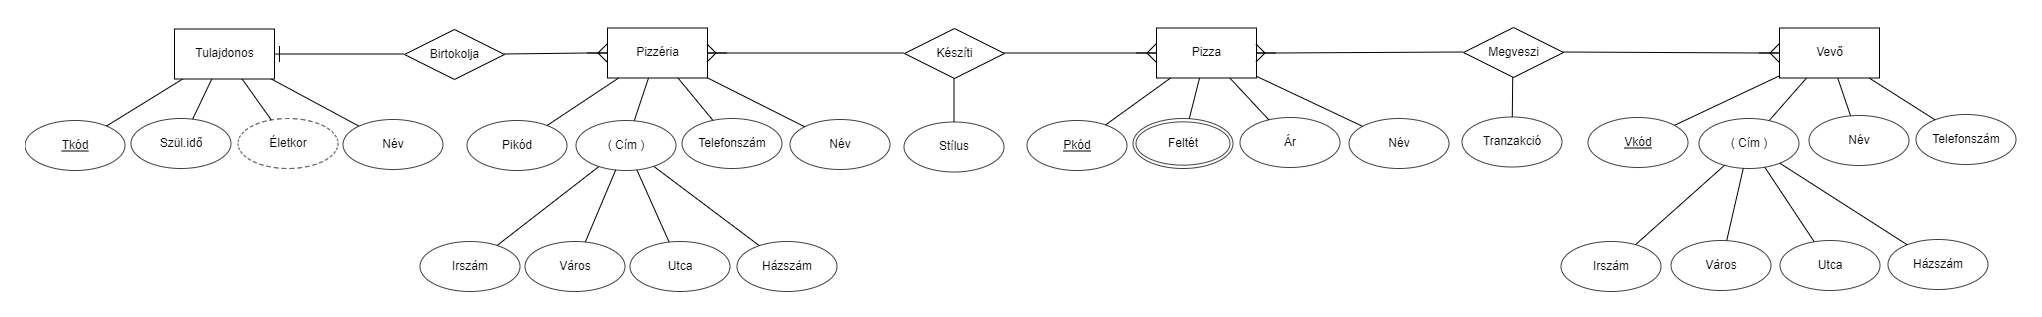 Tulajdonos
Birtokolja
Pizzéria
Készíti
Pizza
Megveszi
Vevő
Tkód
Szül.idő
Életkor
Név
Pikód
( Cím )
Telefonszám
Név
Stílus
Pkód
Feltét
Ár
Név
Tranzakció
Vkód
( Cím )
Név
Telefonszám
Irszám
Város
Utca
Házszám
Irszám
Város
Utca
Házszám